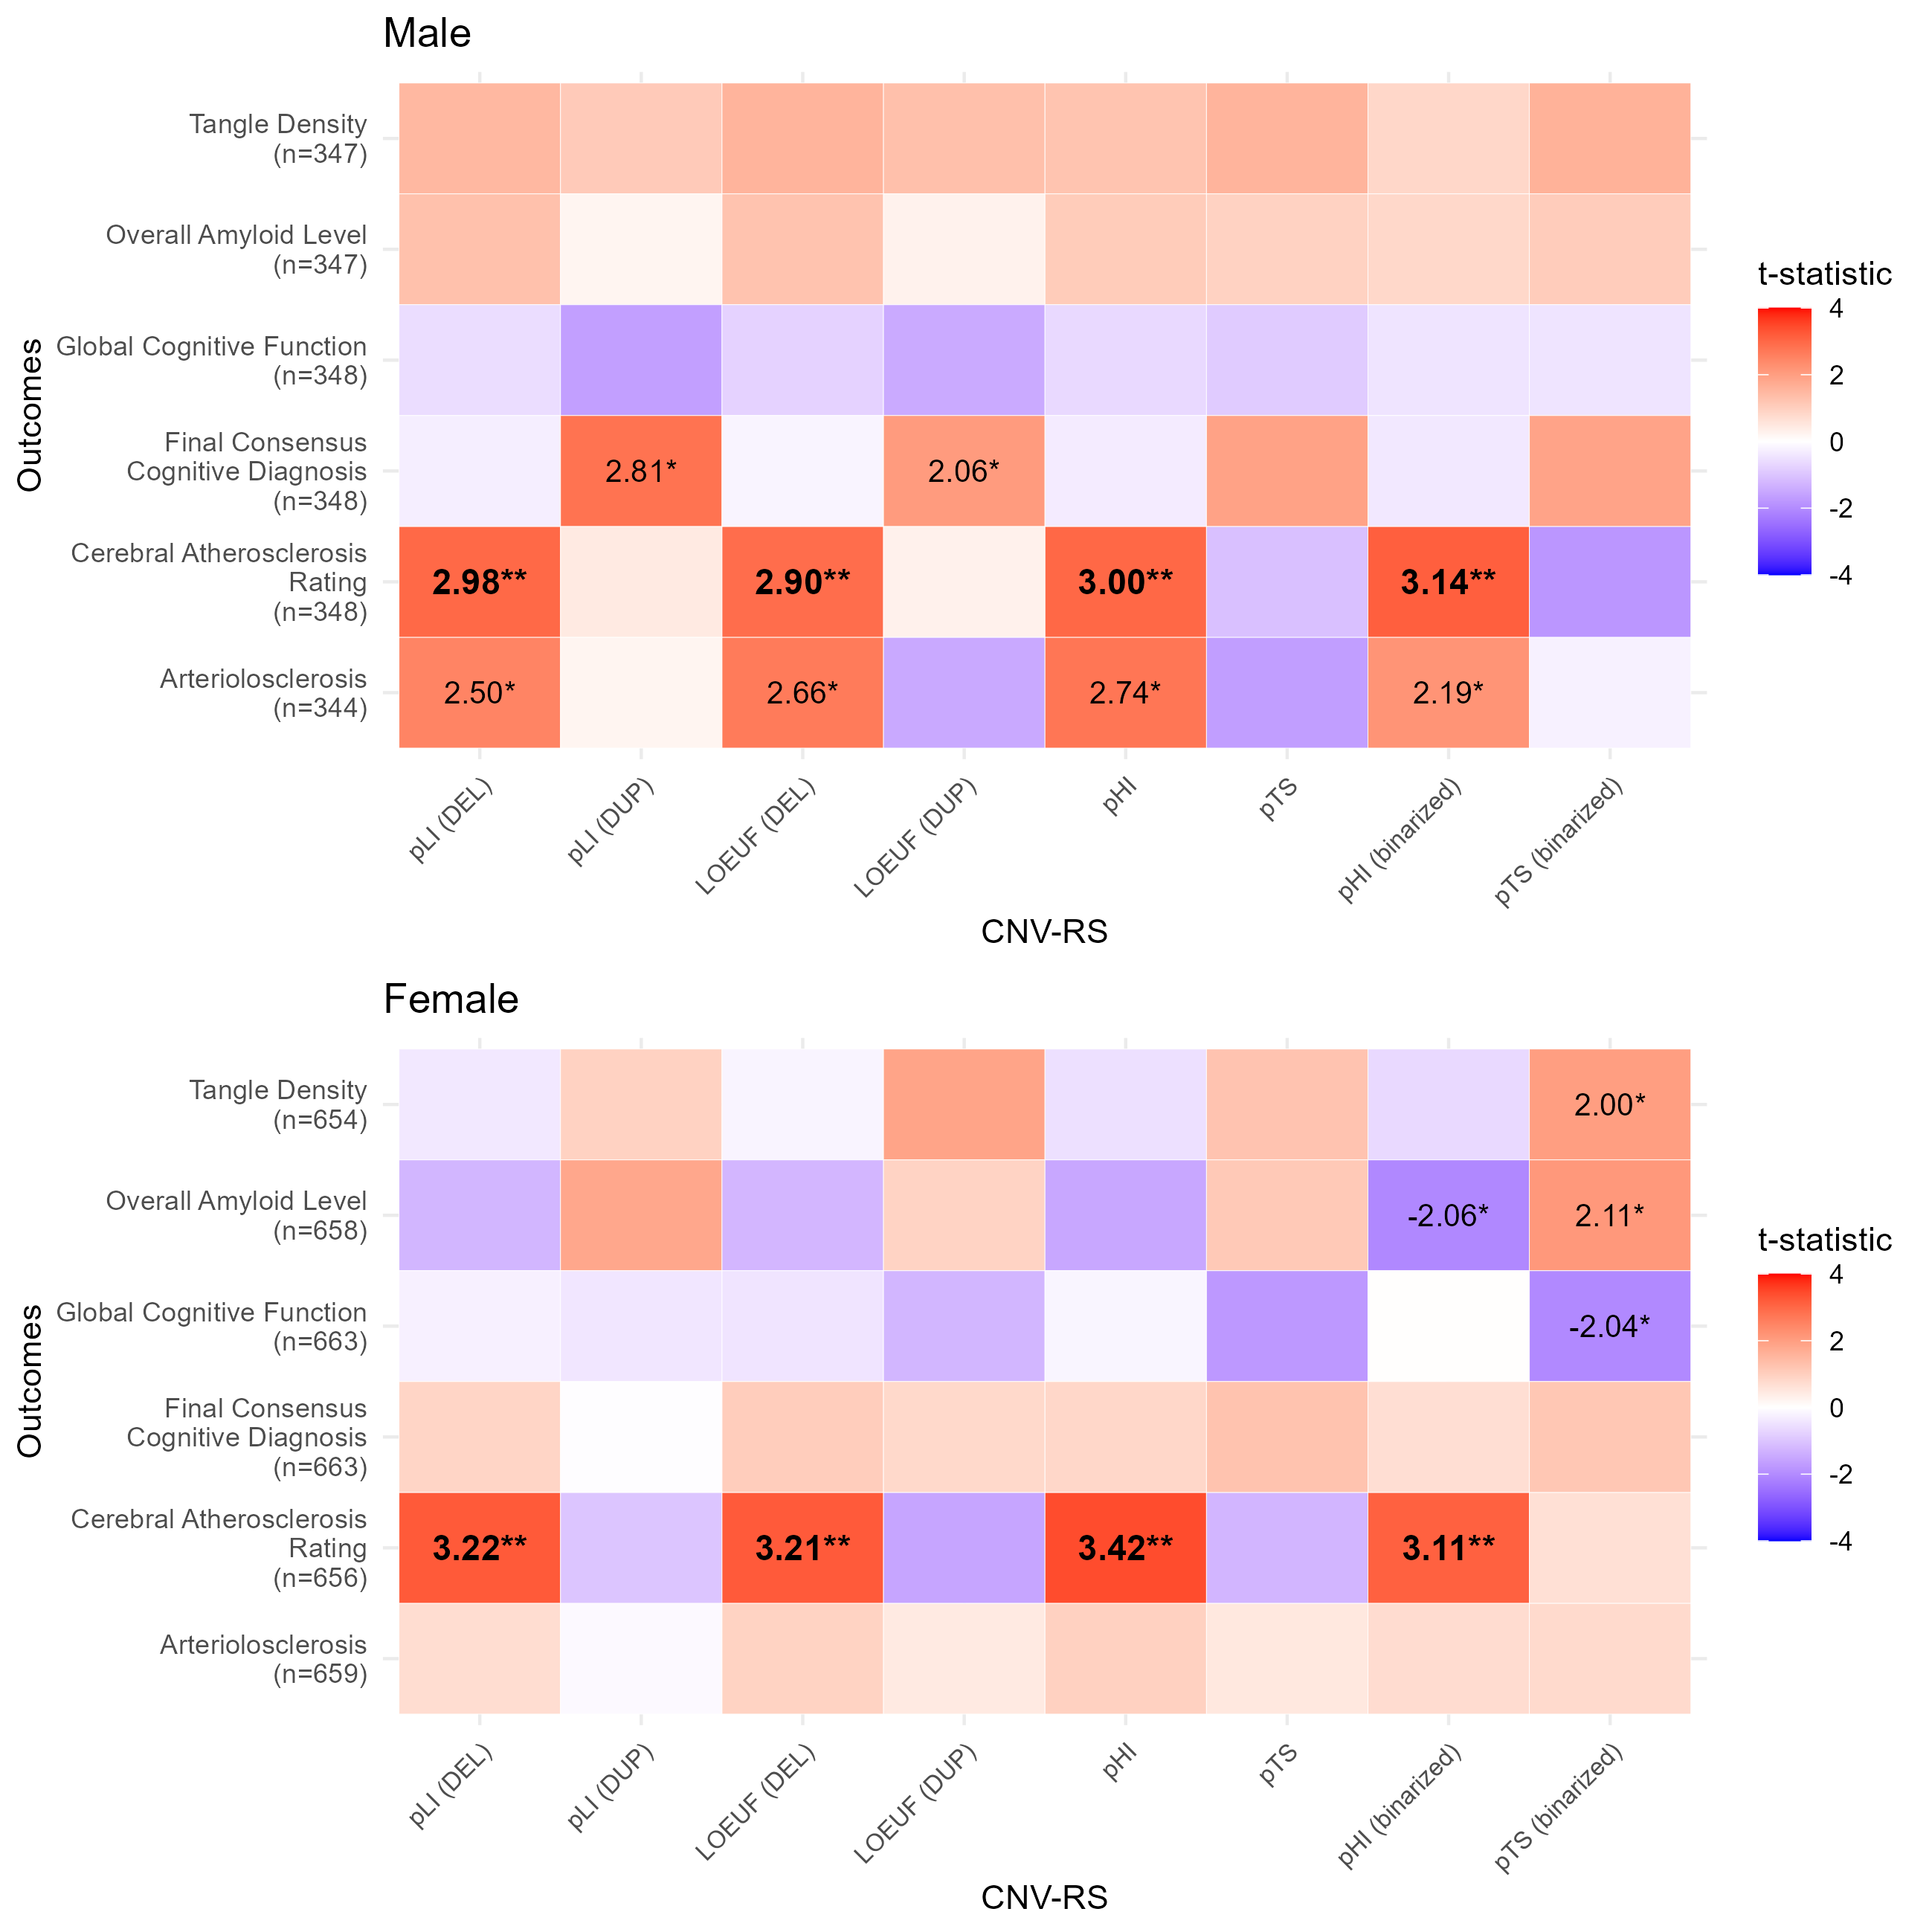 Male
Outcomes
Tangle Density
(n=347)
Overall Amyloid Level
(n=347)
Global Cognitive Function
(n=348)
Final Consensus
Cognitive Diagnosis
(n=348)
2.81*
2.06*
Cerebral Atherosclerosis
Rating
(n=348)
2.98**
2.90**
3.00**
3.14**
Arteriolosclerosis
(n=344)
2.50*
2.66*
2.74*
2.19*
pLI (DEL)
pLI (DUP)
LOEUF (DEL)
LOEUF (DUP)
pHI
pTS
pHI (binarized)
pTS (binarized)
CNV-RS
t-statistic
4
2
0
-2
-4
Female
Outcomes
Tangle Density
(n=654)
2.00*
Overall Amyloid Level
(n=658)
-2.06*
2.11*
Global Cognitive Function
(n=663)
-2.04*
Final Consensus
Cognitive Diagnosis
(n=663)
Cerebral Atherosclerosis
Rating
(n=656)
3.22**
3.21**
3.42**
3.11**
Arteriolosclerosis
(n=659)
pLI (DEL)
pLI (DUP)
LOEUF (DEL)
LOEUF (DUP)
pHI
pTS
pHI (binarized)
pTS (binarized)
CNV-RS
t-statistic
4
2
0
-2
-4